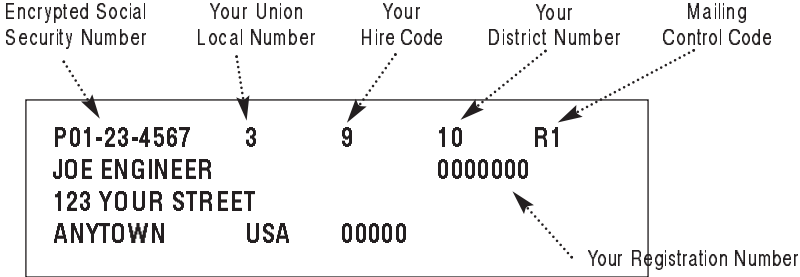 Encrypted Social Your Union Your Your Mailing
Security Number Local Number Hire Code District Number Control Code
P01-23-4567 3 9 10 R1
JOE ENGINEER 0000000
123 YOUR STREET
ANYTOWN USA 00000
Your Registration Number